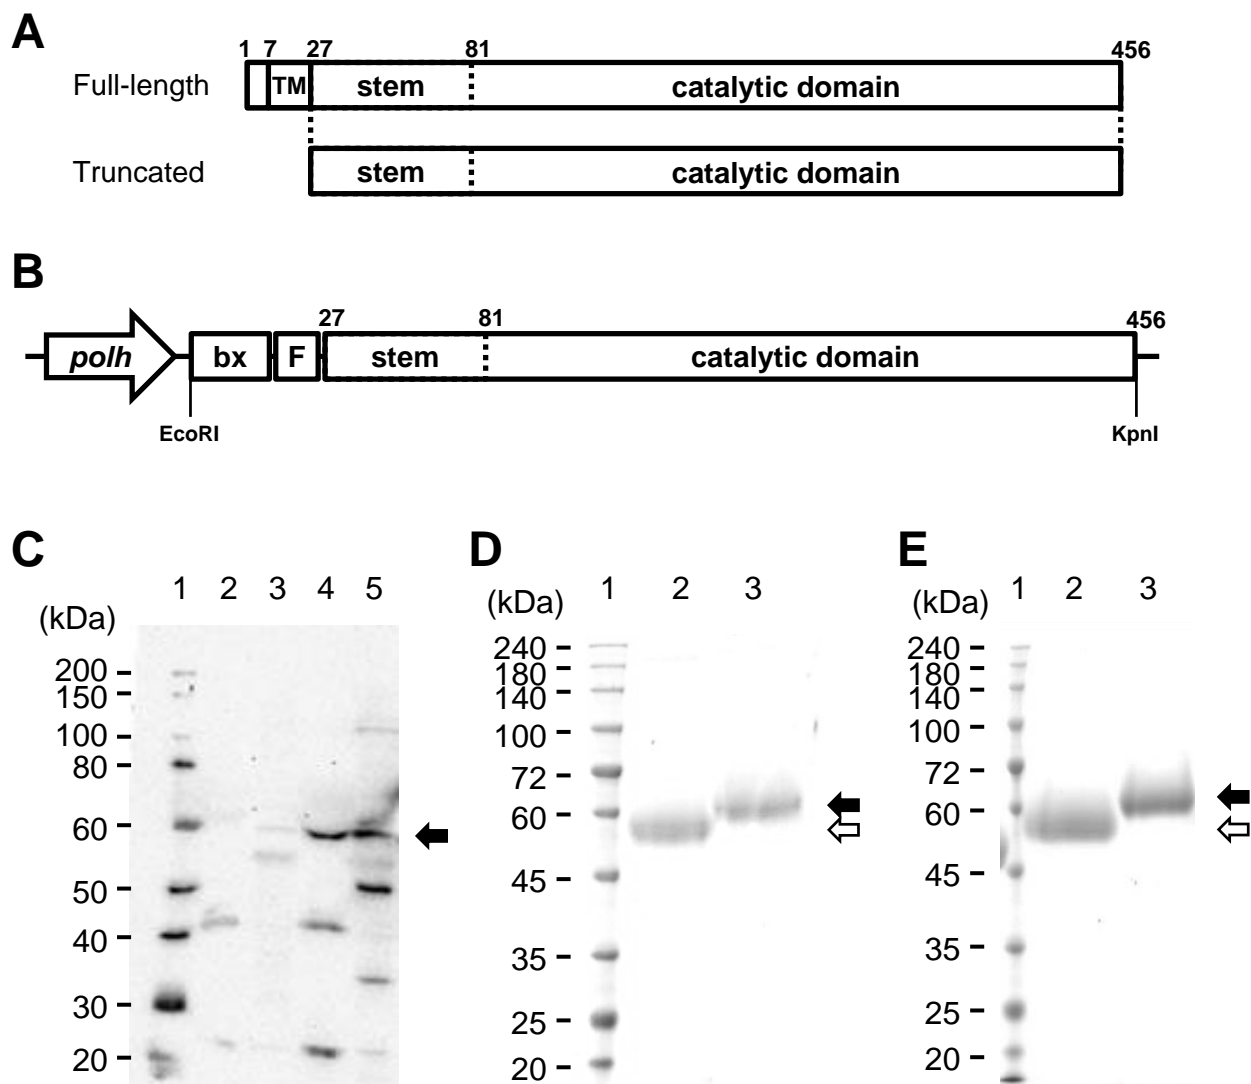 A
1 7 27 81 456
Full-length TM stem catalytic domain
Truncated stem catalytic domain
B
27 81 456
polh bx F stem catalytic domain
EcoRI KpnI
C
1 2 3 4 5
(kDa)
200
150
100
80
60
50
40
30
20
D
1 2 3
(kDa)
240
180
140
100
72
60
45
35
25
20
E
1 2 3
(kDa)
240
180
140
100
72
60
45
35
25
20